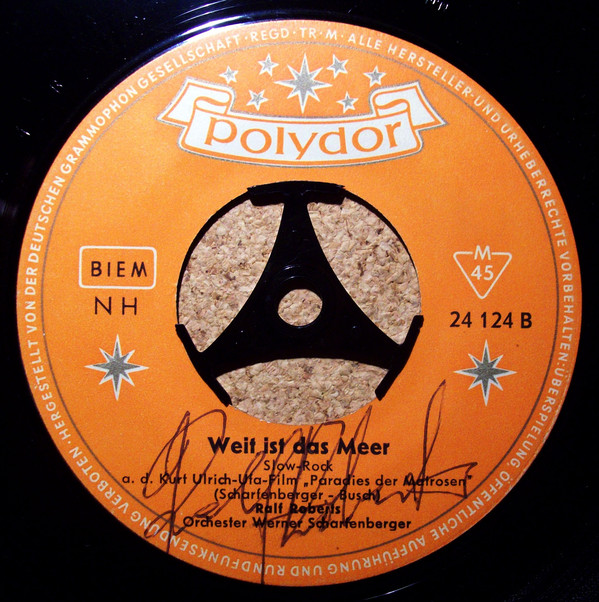 HERGESTELLT VON DER DEUTSCHEN GRAMMOPHON GESELLSCHAFT · REGD · TR · M · ALLE HERSTELLER- UND URHEBERRECHTE VORBEHALTEN · ÜBERSPIELUNG, ÖFFENTLICHE AUFFÜHRUNG UND RUNDFUNKSENDUNG VERBOTEN ·
polydor
BIEM
NH
M
45
24 124 B
Weit ist das Meer
Slow-Rock
a. d. Kurt Ulrich-Ufa-Film „Paradies der Matrosen"
(Scharfenberger - Busch)
Ralf Roberts
Orchester Werner Scharfenberger